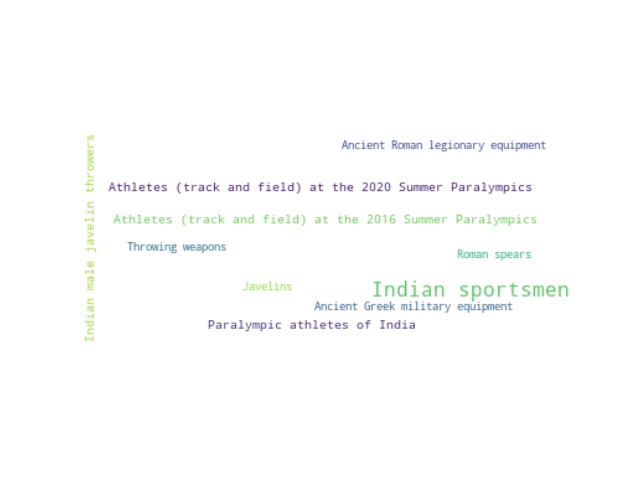 Ancient Roman legionary equipment
Indian male javelin throwers
Athletes (track and field) at the 2020 Summer Paralympics
Athletes (track and field) at the 2016 Summer Paralympics
Throwing weapons
Roman spears
Javelins
Indian sportsmen
Ancient Greek military equipment
Paralympic athletes of India